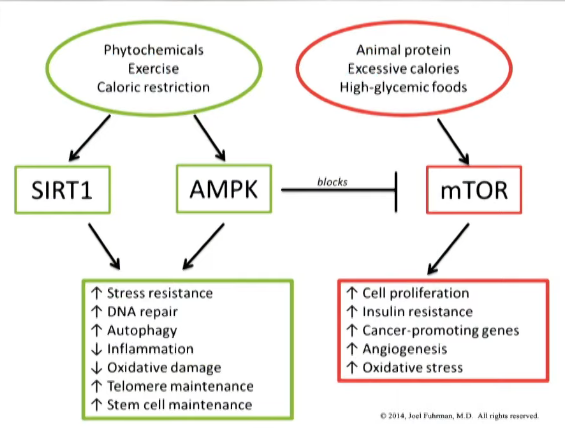 Phytochemicals
Exercise
Caloric restriction
Animal protein
Excessive calories
High-glycemic foods
SIRT1
AMPK
blocks
mTOR
↑ Stress resistance
↑ DNA repair
↑ Autophagy
↓ Inflammation
↓ Oxidative damage
↑ Telomere maintenance
↑ Stem cell maintenance
↑ Cell proliferation
↑ Insulin resistance
↑ Cancer-promoting genes
↑ Angiogenesis
↑ Oxidative stress
© 2014, Joel Fuhrman, M.D. All rights reserved.